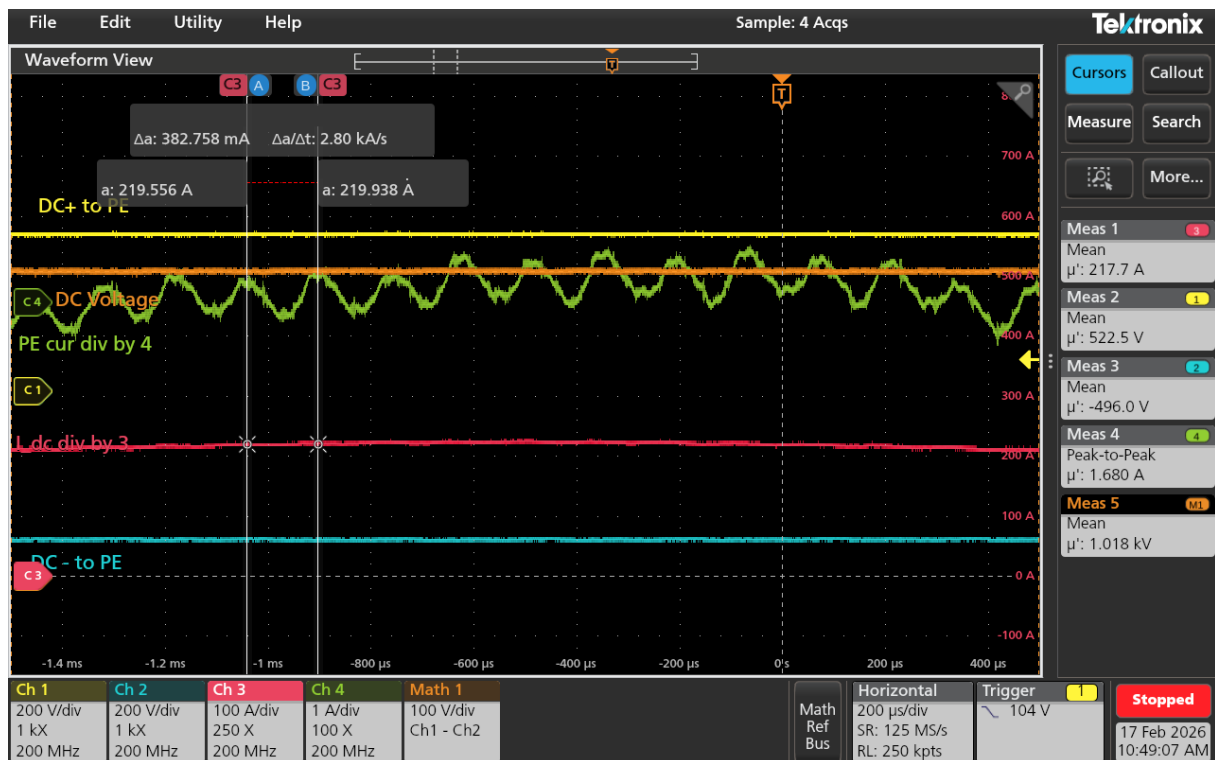 File Edit Utility Help Sample: 4 Acqs Tektronix
Waveform View
Cursors Callout
Measure Search
More...
C3 A B C3
T
T
Δa: 382.758 mA Δa/Δt: 2.80 kA/s
a: 219.556 A a: 219.938 A
700 A
600 A
500 A
400 A
300 A
200 A
100 A
0 A
-100 A
DC+ to PE
C4 DC Voltage
PE cur div by 4
C1
L dc div by 3
DC - to PE
C3
-1.4 ms -1.2 ms -1 ms -800 µs -600 µs -400 µs -200 µs 0 s 200 µs 400 µs
Meas 1 3
Mean
µ': 217.7 A
Meas 2 1
Mean
µ': 522.5 V
Meas 3 2
Mean
µ': -496.0 V
Meas 4 4
Peak-to-Peak
µ': 1.680 A
Meas 5 M1
Mean
µ': 1.018 kV
Ch 1
200 V/div
1 kX
200 MHz
Ch 2
200 V/div
1 kX
200 MHz
Ch 3
100 A/div
250 X
200 MHz
Ch 4
1 A/div
100 X
200 MHz
Math 1
100 V/div
Ch1 - Ch2
Math
Ref
Bus
Horizontal
200 µs/div
SR: 125 MS/s
RL: 250 kpts
Trigger 1
104 V
Stopped
17 Feb 2026
10:49:07 AM